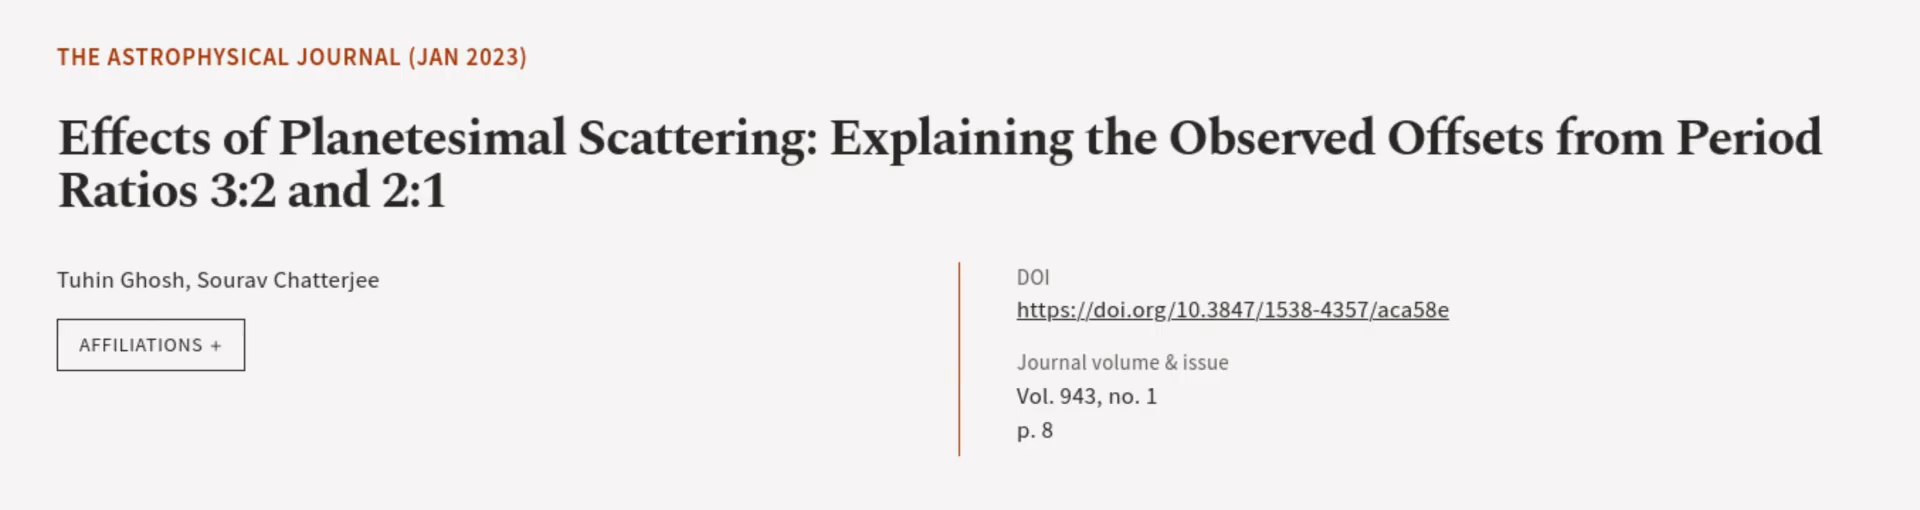 THE ASTROPHYSICAL JOURNAL (JAN 2023)
Effects of Planetesimal Scattering: Explaining the Observed Offsets from Period
Ratios 3:2 and 2:1
Tuhin Ghosh, Sourav Chatterjee
AFFILIATIONS +
DOI
https://doi.org/10.3847/1538-4357/aca58e
Journal volume & issue
Vol. 943, no. 1
p. 8